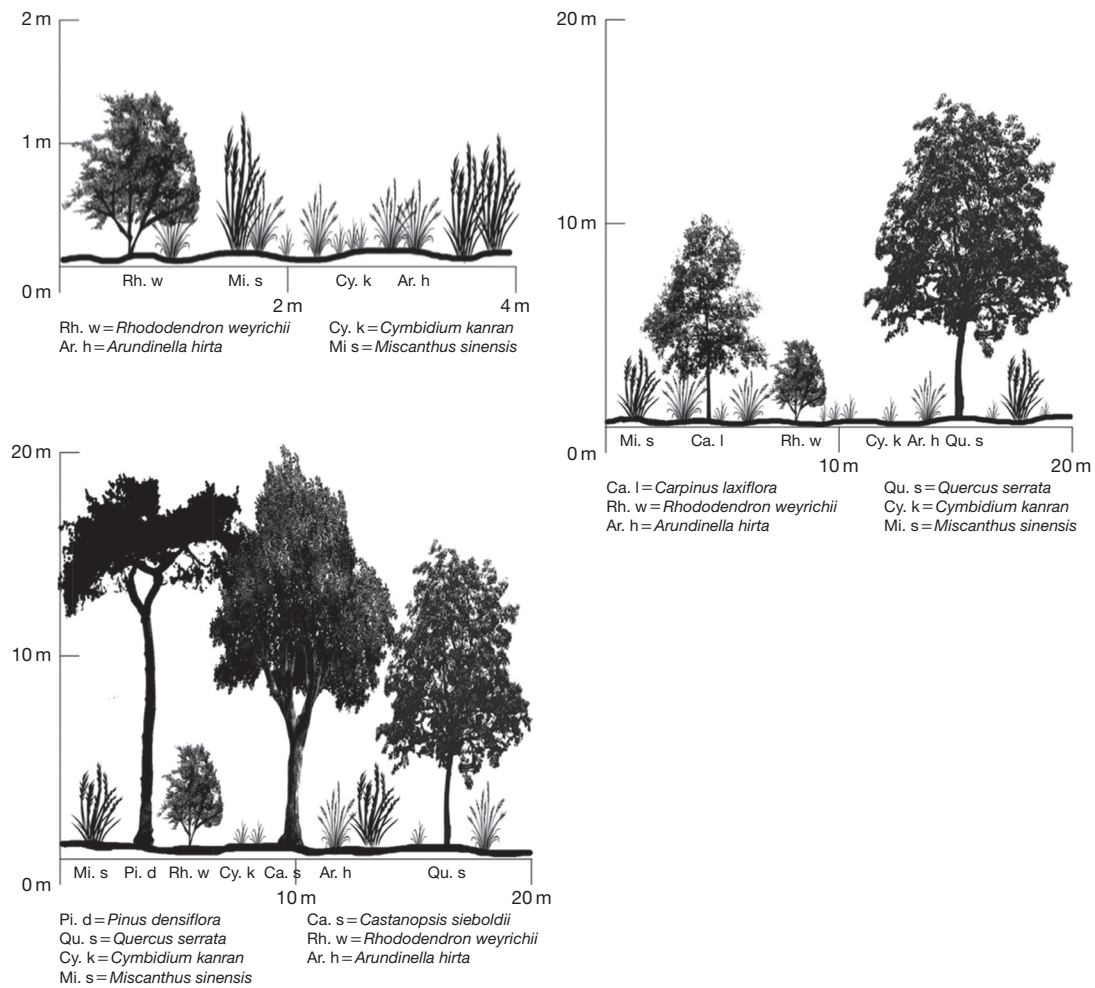 2 m
1 m
0 m
Rh. w Mi. s Cy. k Ar. h
2 m 4 m
Rh. w = Rhododendron weyrichii
Ar. h = Arundinella hirta
Cy. k = Cymbidium kanran
Mi s = Miscanthus sinensis
20 m
10 m
0 m
Mi. s Ca. l Rh. w Cy. k Ar. h Qu. s
10 m 20 m
Ca. l = Carpinus laxiflora
Rh. w = Rhododendron weyrichii
Ar. h = Arundinella hirta
Qu. s = Quercus serrata
Cy. k = Cymbidium kanran
Mi. s = Miscanthus sinensis
20 m
10 m
0 m
Mi. s Pi. d Rh. w Cy. k Ca. s Ar. h Qu. s
10 m 20 m
Pi. d = Pinus densiflora
Qu. s = Quercus serrata
Cy. k = Cymbidium kanran
Mi. s = Miscanthus sinensis
Ca. s = Castanopsis sieboldii
Rh. w = Rhododendron weyrichii
Ar. h = Arundinella hirta